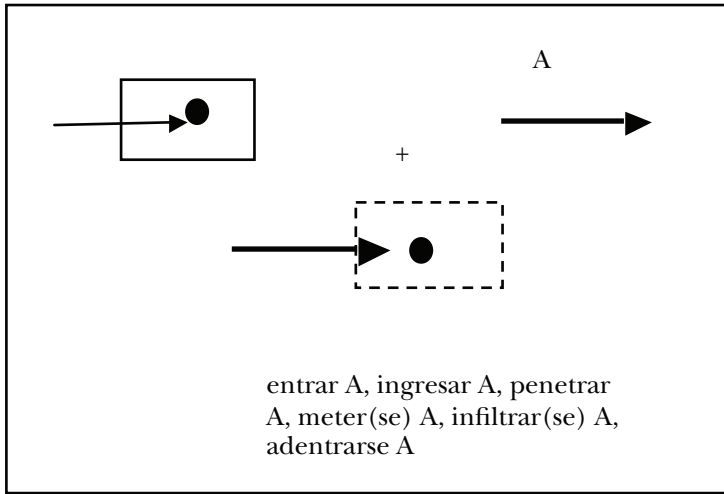 A
+
entrar A, ingresar A, penetrar
A, meter(se) A, infiltrar(se) A,
adentrarse A